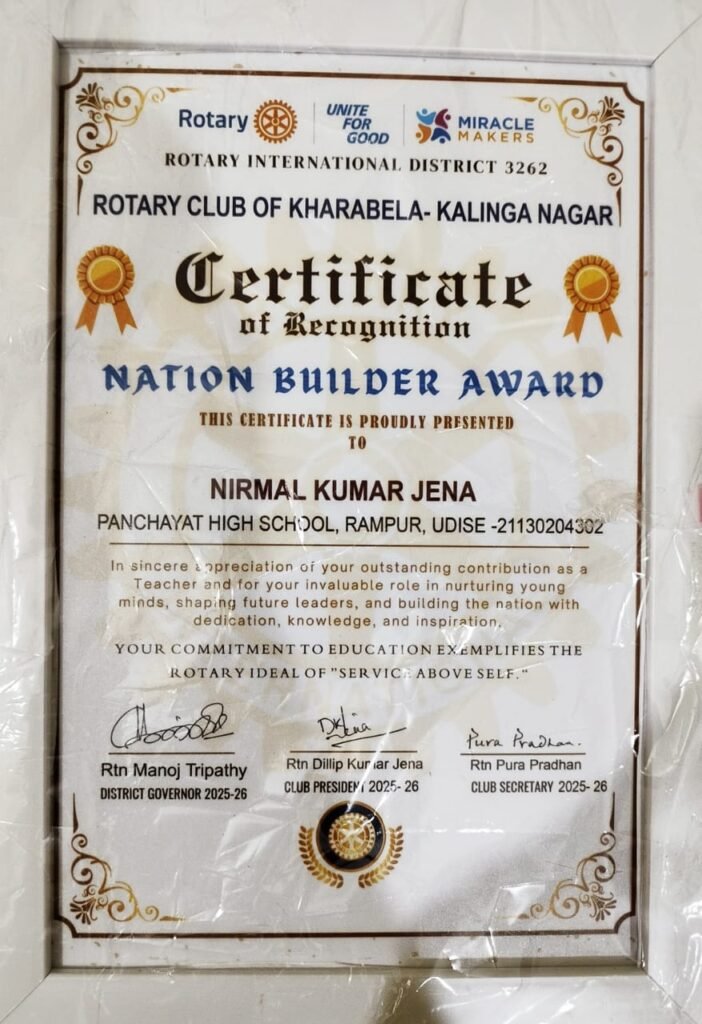 Rotary
UNITE
FOR
GOOD
MIRACLE
MAKERS
ROTARY INTERNATIONAL DISTRICT 3262
ROTARY CLUB OF KHARABELA- KALINGA NAGAR
Certificate
of Recognition
NATION BUILDER AWARD
THIS CERTIFICATE IS PROUDLY PRESENTED
TO
NIRMAL KUMAR JENA
PANCHAYAT HIGH SCHOOL, RAMPUR, UDISE -21130204302
In sincere appreciation of your outstanding contribution as a
Teacher and for your invaluable role in nurturing young
minds, shaping future leaders, and building the nation with
dedication, knowledge, and inspiration.
YOUR COMMITMENT TO EDUCATION EXEMPLIFIES THE
ROTARY IDEAL OF "SERVICE ABOVE SELF."
DKJena
Pura Pradhan.
Rtn Manoj Tripathy
DISTRICT GOVERNOR 2025-26
Rtn Dillip Kumar Jena
CLUB PRESIDENT 2025- 26
Rtn Pura Pradhan
CLUB SECRETARY 2025- 26